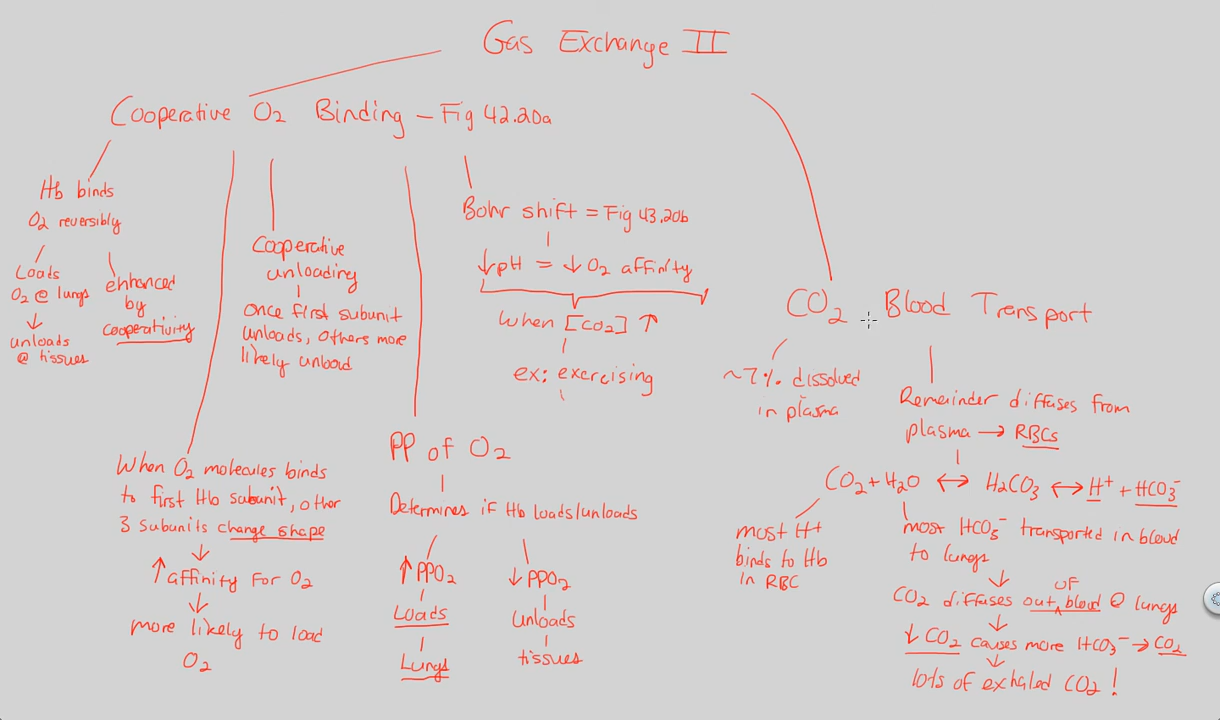 Gas Exchange II
Cooperative O2 Binding – Fig 42.20a
Hb binds
O2 reversibly
Loads
O2 @ lungs
↓
unloads
@ tissues
enhanced
by
cooperativity
When O2 molecules binds
to first Hb subunit, other
3 subunits change shape
↓
↑ affinity for O2
↓
more likely to load
O2
Cooperative
unloading
once first subunit
unloads, others more
likely unload
PP of O2
Determines if Hb loads/unloads
↑ PPO2
Loads
Lungs
↓ PPO2
unloads
tissues
Bohr shift = Fig 43.20b
↓pH = ↓ O2 affinity
when [CO2] ↑
ex: exercising
CO2 Blood Transport
~7% dissolved
in plasma
Remainder diffuses from
plasma → RBCs
CO2 + H2O ↔ H2CO3 ↔ H+ + HCO3-
most H+
binds to Hb
in RBC
most HCO3- transported in blood
to lungs
↓
CO2 diffuses out of blood @ lungs
↓
↓ CO2 causes more HCO3- → CO2
↓
lots of exhaled CO2!